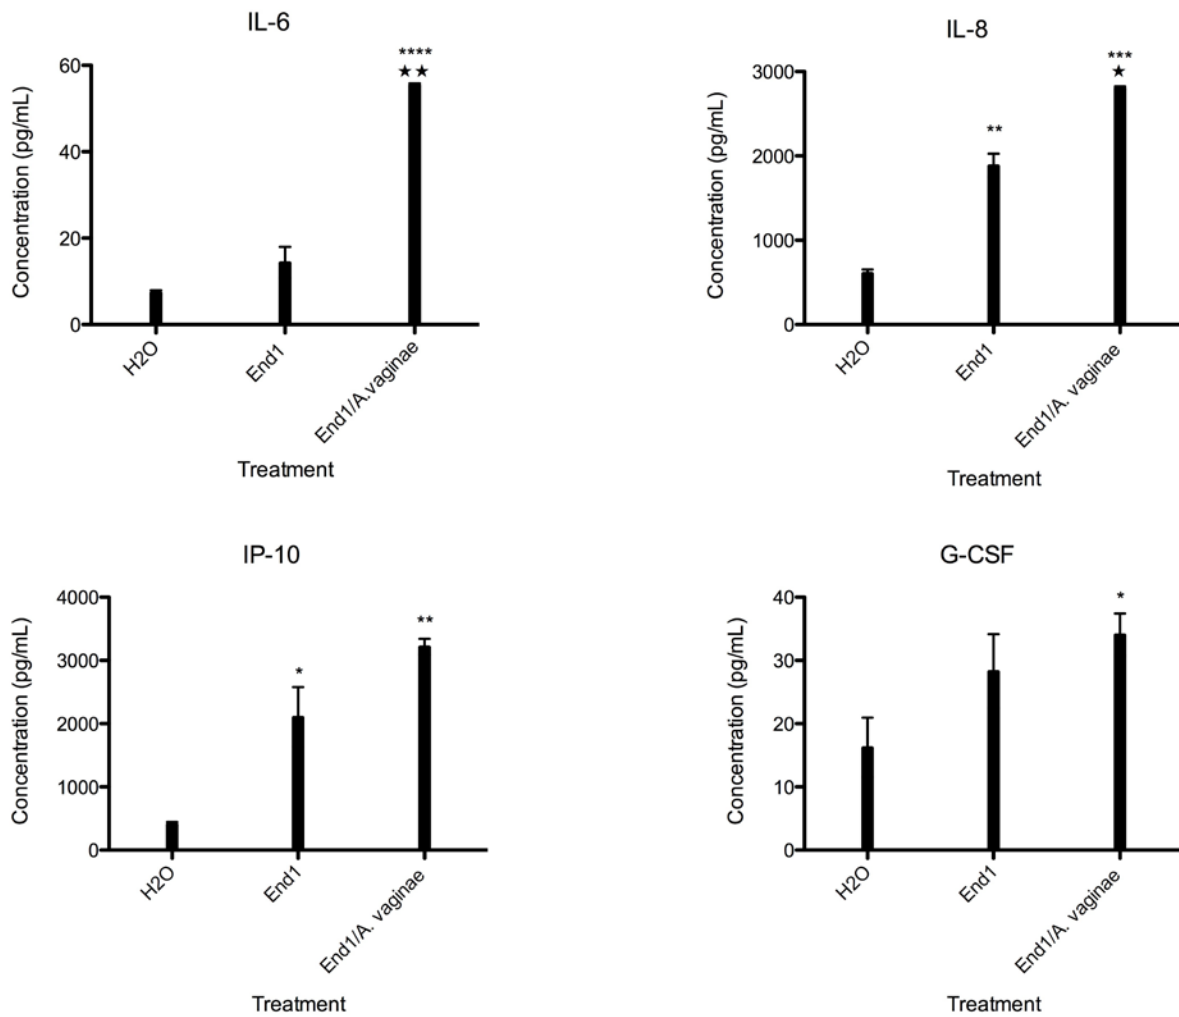 IL-6
****
★★
60
40
20
0
Concentration (pg/mL)
H2O
End1
End1/A.vaginae
Treatment
IL-8
***
★
**
3000
2000
1000
0
Concentration (pg/mL)
H2O
End1
End1/A. vaginae
Treatment
IP-10
**
*
4000
3000
2000
1000
0
Concentration (pg/mL)
H2O
End1
End1/A. vaginae
Treatment
G-CSF
*
40
30
20
10
0
Concentration (pg/mL)
H2O
End1
End1/A. vaginae
Treatment